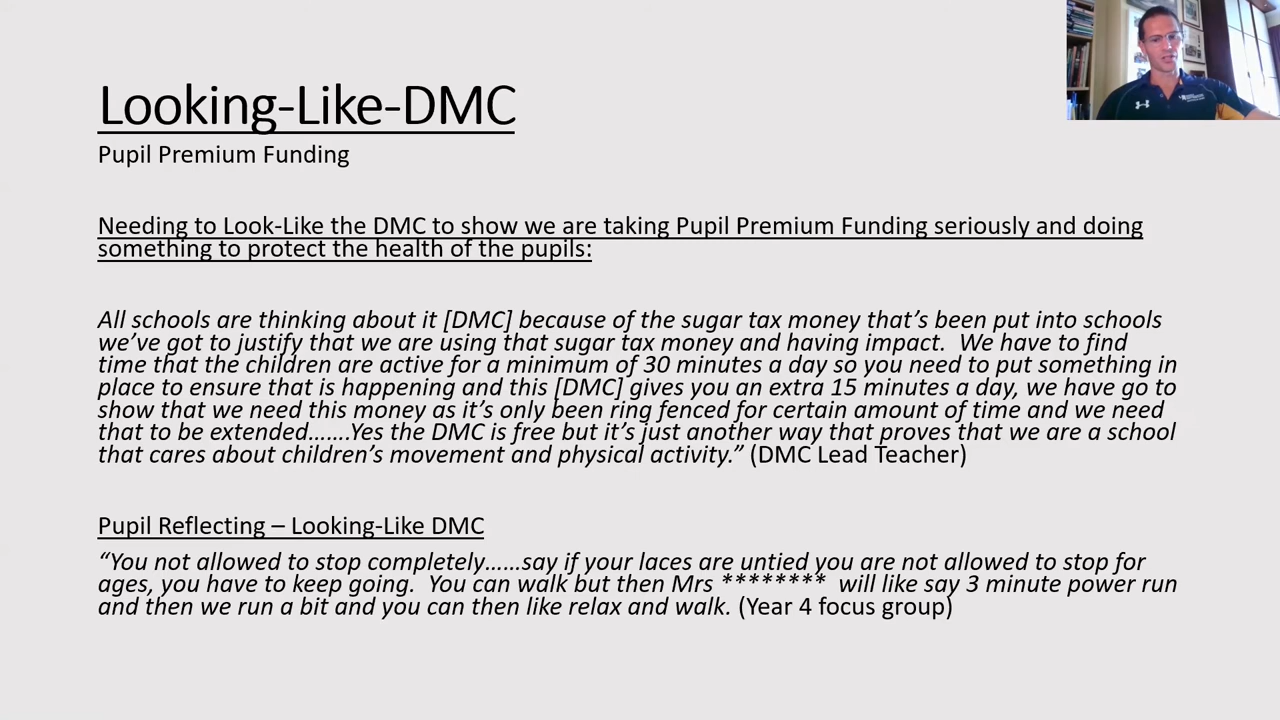 Looking-Like-DMC
Pupil Premium Funding
Needing to Look-Like the DMC to show we are taking Pupil Premium Funding seriously and doing
something to protect the health of the pupils:
All schools are thinking about it [DMC] because of the sugar tax money that’s been put into schools
we’ve got to justify that we are using that sugar tax money and having impact.  We have to find
time that the children are active for a minimum of 30 minutes a day so you need to put something in
place to ensure that is happening and this [DMC] gives you an extra 15 minutes a day, we have go to
show that we need this money as it’s only been ring fenced for certain amount of time and we need
that to be extended…….Yes the DMC is free but it’s just another way that proves that we are a school
that cares about children’s movement and physical activity.” (DMC Lead Teacher)
Pupil Reflecting – Looking-Like DMC
“You not allowed to stop completely……say if your laces are untied you are not allowed to stop for
ages, you have to keep going.  You can walk but then Mrs ********  will like say 3 minute power run
and then we run a bit and you can then like relax and walk. (Year 4 focus group)